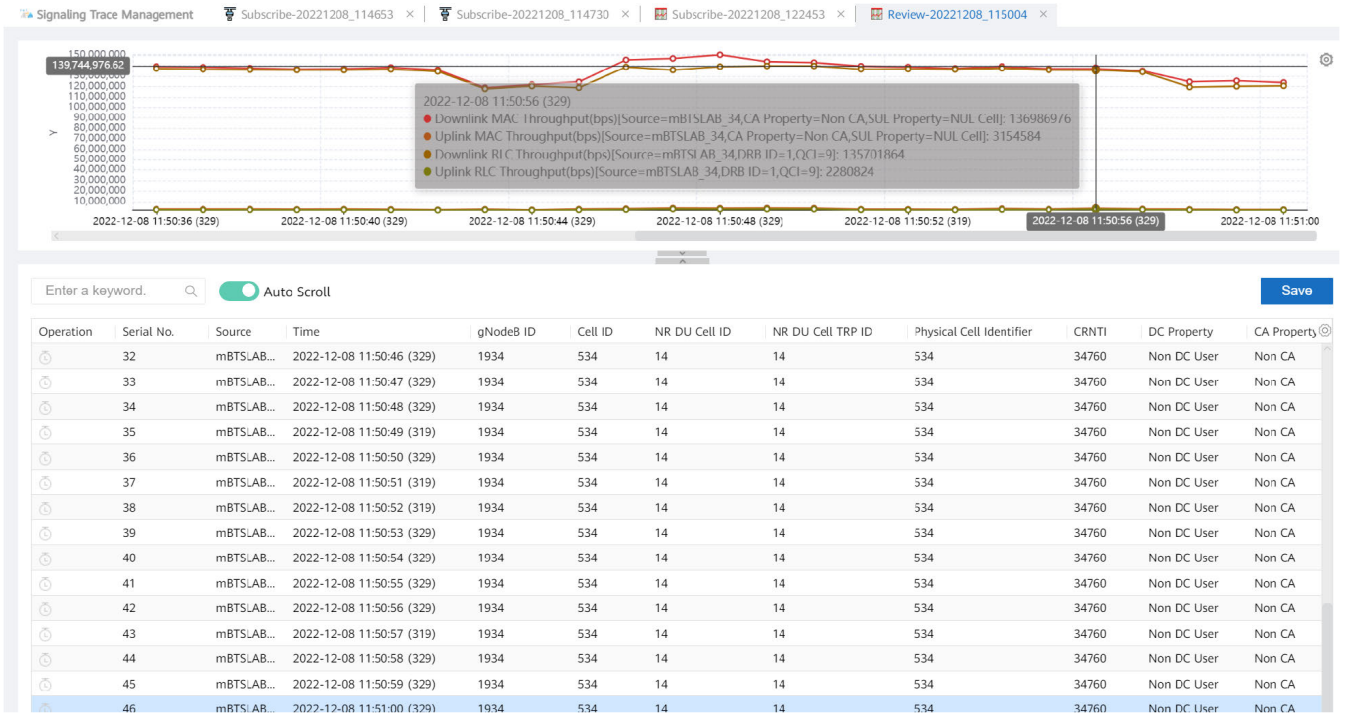 Signaling Trace Management Subscribe-20221208_114653 × Subscribe-20221208_114730 × Subscribe-20221208_122453 × Review-20221208_115004 ×
150,000,000
139,744,976.62
130,000,000
120,000,000
110,000,000
100,000,000
90,000,000
80,000,000
70,000,000
60,000,000
50,000,000
40,000,000
30,000,000
20,000,000
10,000,000
Y
2022-12-08 11:50:56 (329)
Downlink MAC Throughput(bps)[Source=mBTSLAB_34,CA Property=Non CA,SUL Property=NUL Cell]: 136986976
Uplink MAC Throughput(bps)[Source=mBTSLAB_34,CA Property=Non CA,SUL Property=NUL Cell]: 3154584
Downlink RLC Throughput(bps)[Source=mBTSLAB_34,DRB ID=1,QCI=9]: 135701864
Uplink RLC Throughput(bps)[Source=mBTSLAB_34,DRB ID=1,QCI=9]: 2280824
2022-12-08 11:50:36 (329) 2022-12-08 11:50:40 (329) 2022-12-08 11:50:44 (329) 2022-12-08 11:50:48 (329) 2022-12-08 11:50:52 (319) 2022-12-08 11:50:56 (329) 2022-12-08 11:51:00
Enter a keyword. Auto Scroll Save
Operation Serial No. Source Time gNodeB ID Cell ID NR DU Cell ID NR DU Cell TRP ID Physical Cell Identifier CRNTI DC Property CA Property
32 mBTSLAB... 2022-12-08 11:50:46 (329) 1934 534 14 14 534 34760 Non DC User Non CA
33 mBTSLAB... 2022-12-08 11:50:47 (329) 1934 534 14 14 534 34760 Non DC User Non CA
34 mBTSLAB... 2022-12-08 11:50:48 (329) 1934 534 14 14 534 34760 Non DC User Non CA
35 mBTSLAB... 2022-12-08 11:50:49 (319) 1934 534 14 14 534 34760 Non DC User Non CA
36 mBTSLAB... 2022-12-08 11:50:50 (329) 1934 534 14 14 534 34760 Non DC User Non CA
37 mBTSLAB... 2022-12-08 11:50:51 (319) 1934 534 14 14 534 34760 Non DC User Non CA
38 mBTSLAB... 2022-12-08 11:50:52 (319) 1934 534 14 14 534 34760 Non DC User Non CA
39 mBTSLAB... 2022-12-08 11:50:53 (329) 1934 534 14 14 534 34760 Non DC User Non CA
40 mBTSLAB... 2022-12-08 11:50:54 (329) 1934 534 14 14 534 34760 Non DC User Non CA
41 mBTSLAB... 2022-12-08 11:50:55 (329) 1934 534 14 14 534 34760 Non DC User Non CA
42 mBTSLAB... 2022-12-08 11:50:56 (329) 1934 534 14 14 534 34760 Non DC User Non CA
43 mBTSLAB... 2022-12-08 11:50:57 (319) 1934 534 14 14 534 34760 Non DC User Non CA
44 mBTSLAB... 2022-12-08 11:50:58 (329) 1934 534 14 14 534 34760 Non DC User Non CA
45 mBTSLAB... 2022-12-08 11:50:59 (329) 1934 534 14 14 534 34760 Non DC User Non CA
46 mBTSLAB... 2022-12-08 11:51:00 (329) 1934 534 14 14 534 34760 Non DC User Non CA